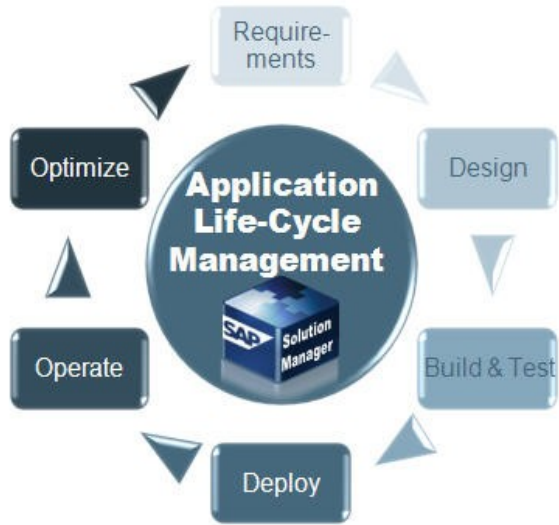 Require-
ments
Design
Build & Test
Deploy
Operate
Optimize
Application
Life-Cycle
Management
SAP
Solution
Manager